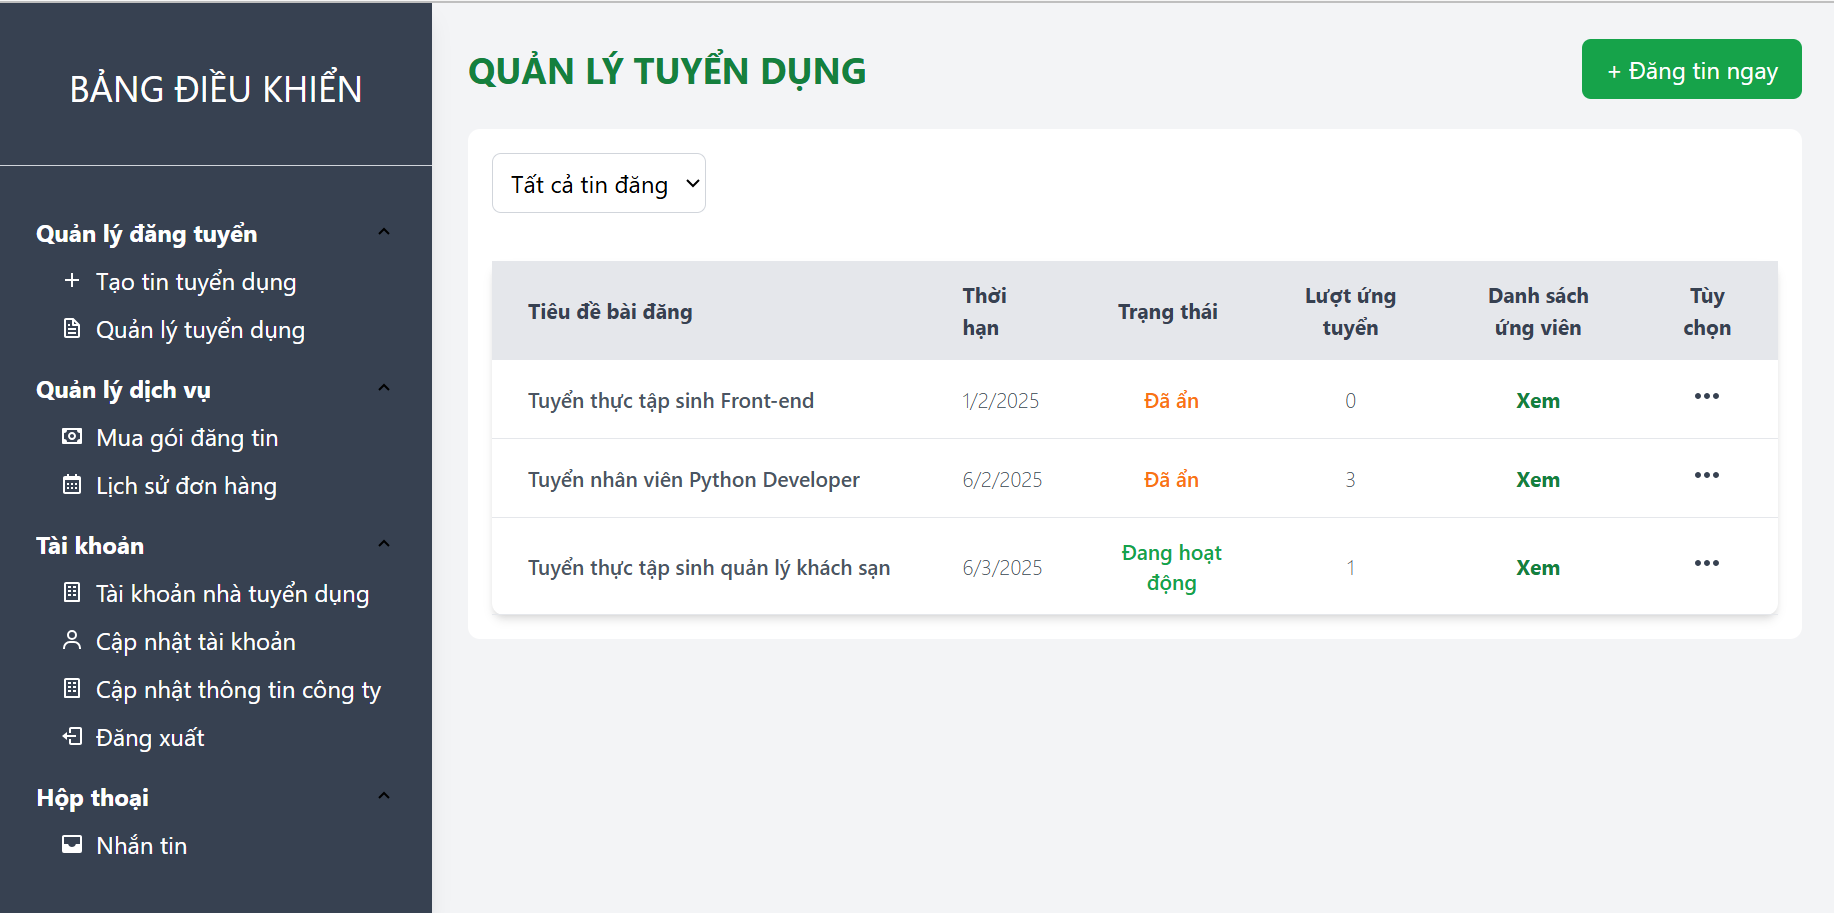 BẢNG ĐIỀU KHIỂN
Quản lý đăng tuyển
Tạo tin tuyển dụng
Quản lý tuyển dụng
Quản lý dịch vụ
Mua gói đăng tin
Lịch sử đơn hàng
Tài khoản
Tài khoản nhà tuyển dụng
Cập nhật tài khoản
Cập nhật thông tin công ty
Đăng xuất
Hộp thoại
Nhắn tin
QUẢN LÝ TUYỂN DỤNG
+ Đăng tin ngay
Tất cả tin đăng
Tiêu đề bài đăng
Thời
hạn
Trạng thái
Lượt ứng
tuyển
Danh sách
ứng viên
Tùy
chọn
Tuyển thực tập sinh Front-end
1/2/2025
Đã ẩn
0
Xem
Tuyển nhân viên Python Developer
6/2/2025
Đã ẩn
3
Xem
Tuyển thực tập sinh quản lý khách sạn
6/3/2025
Đang hoạt
động
1
Xem